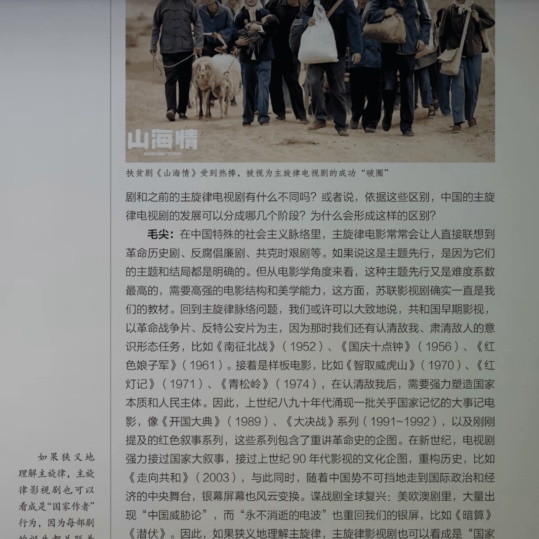 山海情
扶贫剧《山海情》受到热捧，被视为主旋律电视剧的成功“破圈”
剧和之前的主旋律电视剧有什么不同吗？或者说，依据这些区别，中国的主旋
律电视剧的发展可以分成哪几个阶段？为什么会形成这样的区别？
毛尖：在中国特殊的社会主义脉络里，主旋律电影常常会让人直接联想到
革命历史剧、反腐倡廉剧、共克时艰剧等。如果说这是主题先行，是因为它们
的主题和结局都是明确的。但从电影学角度来看，这种主题先行又是难度系数
最高的，需要高强的电影结构和美学能力，这方面，苏联影视剧确实一直是我
们的教材。回到主旋律脉络问题，我们或许可以大致地说，共和国早期影视，
以革命战争片、反特公安片为主，因为那时我们还有认清敌我、肃清敌人的意
识形态任务，比如《南征北战》（1952）、《国庆十点钟》（1956）、《红
色娘子军》（1961）。接着是样板电影，比如《智取威虎山》（1970）、《红
灯记》（1971）、《青松岭》（1974），在认清敌我后，需要强力塑造国家
本质和人民主体。因此，上世纪八九十年代涌现一批关乎国家记忆的大事记电
影，像《开国大典》（1989）、《大决战》系列（1991~1992），以及刚刚
提及的红色叙事系列，这些系列包含了重讲革命史的企图。在新世纪，电视剧
强力接过国家大叙事，接过上世纪 90 年代影视的文化企图，重构历史，比如
《走向共和》（2003），与此同时，随着中国势不可挡地走到国际政治和经
济的中央舞台，银幕屏幕也风云变换。谍战剧全球复兴；美欧澳剧里，大量出
现“中国威胁论”，而“永不消逝的电波”也重回我们的银屏，比如《暗算》
《潜伏》。因此，如果狭义地理解主旋律，主旋律影视剧也可以看成是“国家
如果狭义地
理解主旋律，主旋
律影视剧也可以
看成是“国家作者”
行为，因为每部剧